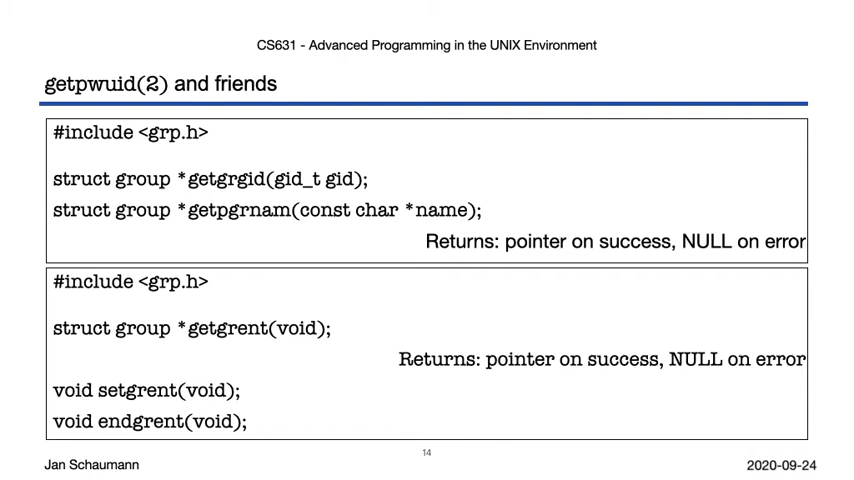 CS631 - Advanced Programming in the UNIX Environment
getpwuid(2) and friends
#include <grp.h>
struct group *getgrgid(gid_t gid);
struct group *getpgrnam(const char *name);
Returns: pointer on success, NULL on error
#include <grp.h>
struct group *getgrent(void);
Returns: pointer on success, NULL on error
void setgrent(void);
void endgrent(void);
14
Jan Schaumann
2020-09-24